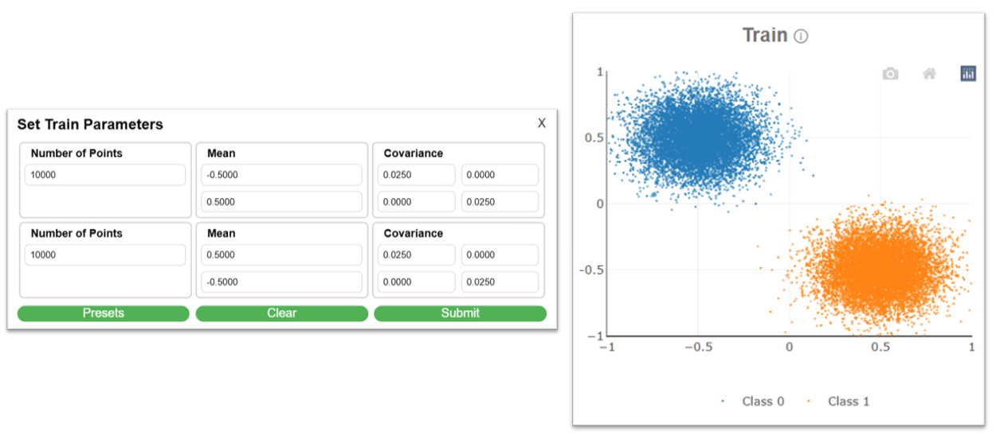 Set Train Parameters X
Number of Points Mean Covariance
10000 -0.5000 0.0250 0.0000
0.5000 0.0000 0.0250
Number of Points Mean Covariance
10000 0.5000 0.0250 0.0000
-0.5000 0.0000 0.0250
Presets Clear Submit
Train
1
0.5
0
-0.5
−1
−1 −0.5 0 0.5 1
Class 0 Class 1